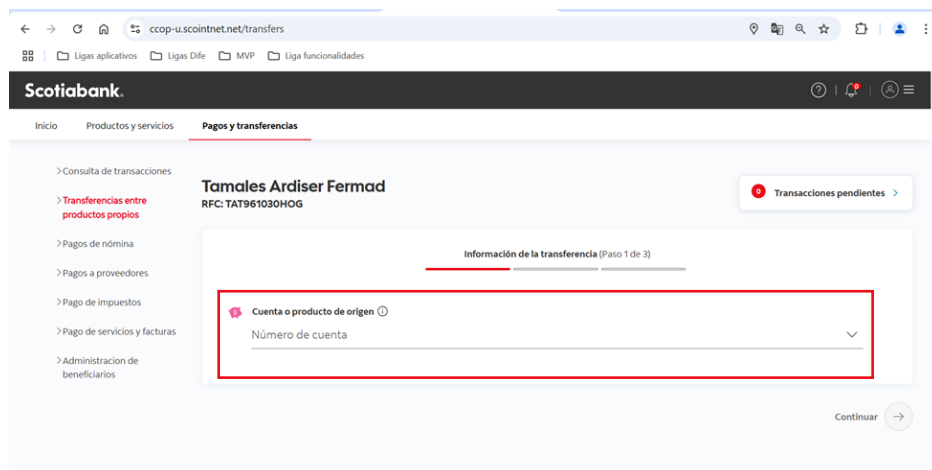 ccop-u.scointnet.net/transfers
Ligas aplicativos Ligas Dife MVP Liga funcionalidades
Scotiabank.
Inicio Productos y servicios Pagos y transferencias
Consulta de transacciones
Transferencias entre
productos propios
Pagos de nómina
Pagos a proveedores
Pago de impuestos
Pago de servicios y facturas
Administracion de
beneficiarios
Tamales Ardiser Fermad
RFC: TAT961030HOG
0 Transacciones pendientes
Información de la transferencia (Paso 1 de 3)
Cuenta o producto de origen
Número de cuenta
Continuar